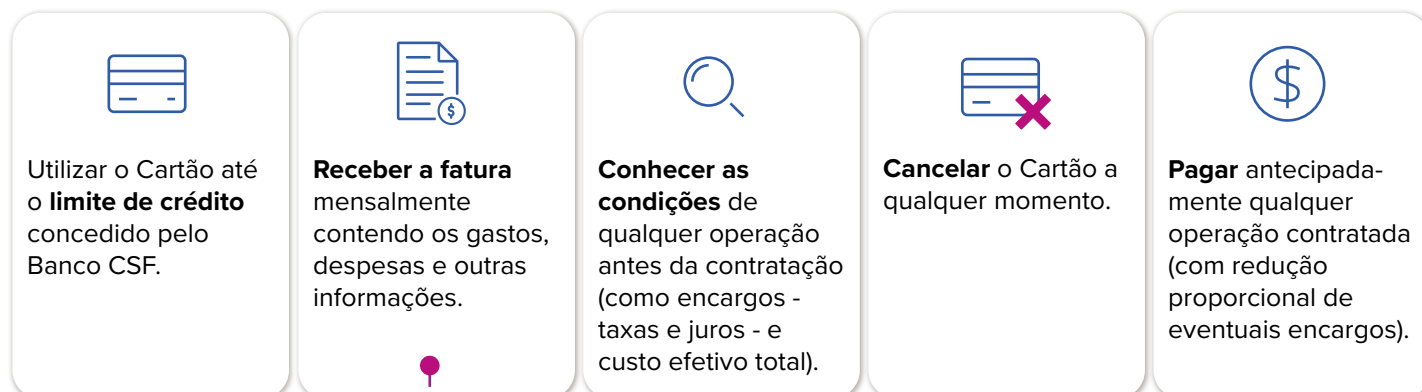 Utilizar o Cartão até
o limite de crédito
concedido pelo
Banco CSF.
Receber a fatura
mensalmente
contendo os gastos,
despesas e outras
informações.
Conhecer as
condições de
qualquer operação
antes da contratação
(como encargos -
taxas e juros - e
custo efetivo total).
Cancelar o Cartão a
qualquer momento.
Pagar antecipada-
mente qualquer
operação contratada
(com redução
proporcional de
eventuais encargos).